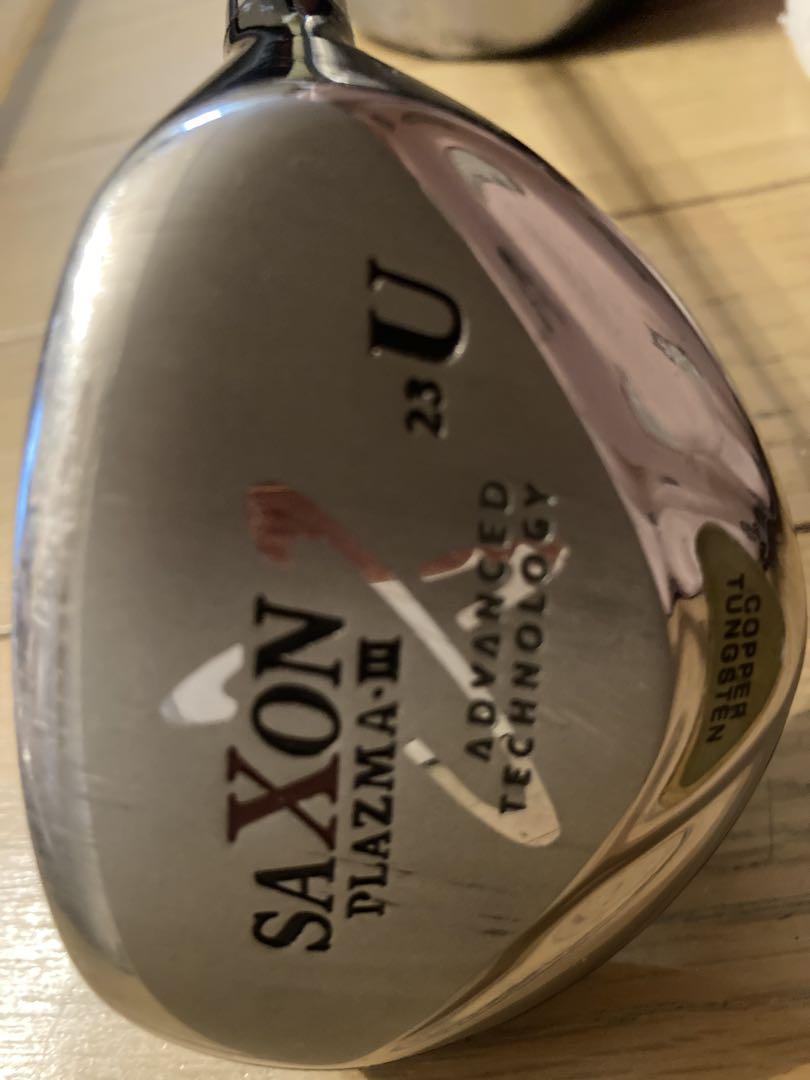 SAXON
PLAZMA·III
ADVANCED
TECHNOLOGY
23 U
COPPER
TUNGSTEN